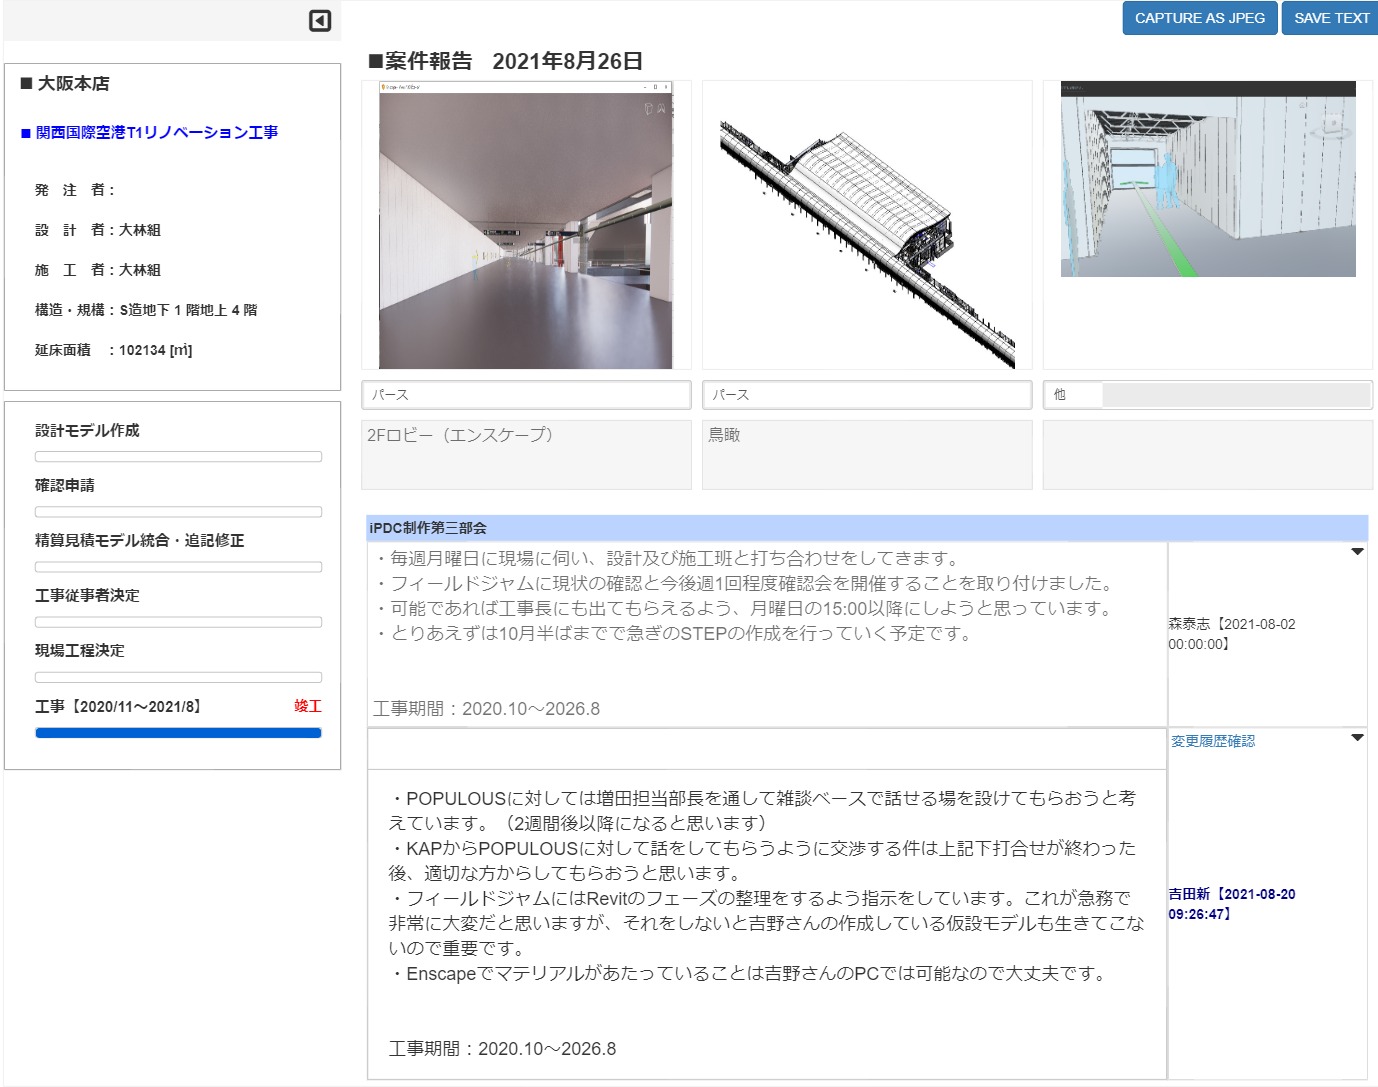 CAPTURE AS JPEG
SAVE TEXT
■案件報告 2021年8月26日
■ 大阪本店
■ 関西国際空港T1リノベーション工事
発 注 者：
設 計 者：大林組
施 工 者：大林組
構造・規構：S造地下１階地上４階
延床面積 ：102134 [㎡]
設計モデル作成
確認申請
精算見積モデル統合・追記修正
工事従事者決定
現場工程決定
工事【2020/11〜2021/8】 竣工
パース
パース
他
2Fロビー（エンスケープ）
鳥瞰
iPDC制作第三部会
・毎週月曜日に現場に伺い、設計及び施工班と打ち合わせをしてきます。
・フィールドジャムに現状の確認と今後週1回程度確認会を開催することを取り付けました。
・可能であれば工事長にも出てもらえるよう、月曜日の15:00以降にしようと思っています。
・とりあえずは10月半ばまでで急ぎのSTEPの作成を行っていく予定です。
工事期間：2020.10〜2026.8
森泰志【2021-08-02
00:00:00】
変更履歴確認
・POPULOUSに対しては増田担当部長を通して雑談ベースで話せる場を設けてもらおうと考
えています。（2週間後以降になると思います）
・KAPからPOPULOUSに対して話をしてもらうように交渉する件は上記下打合せが終わった
後、適切な方からしてもらおうと思います。
・フィールドジャムにはRevitのフェーズの整理をするよう指示をしています。これが急務で
非常に大変だと思いますが、それをしないと吉野さんの作成している仮設モデルも生きてこな
いので重要です。
・Enscapeでマテリアルがあたっていることは吉野さんのPCでは可能なので大丈夫です。
工事期間：2020.10〜2026.8
吉田新【2021-08-20
09:26:47】